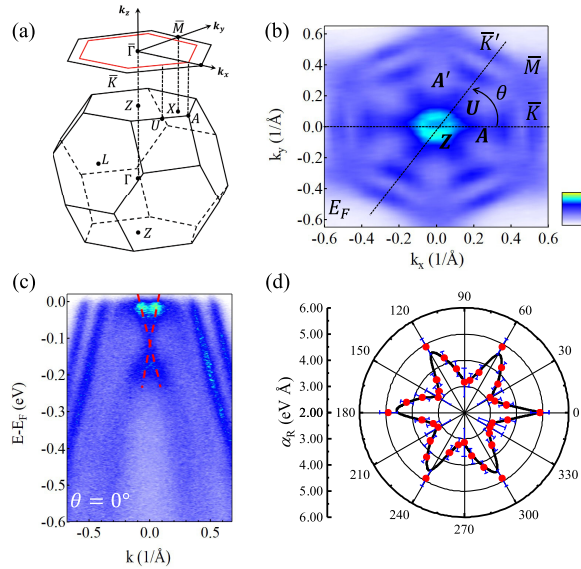 (a)
k_z
M̅
k_y
Γ̅
k_x
K̅
Z
X
U
A
L
Γ
Z
(b)
0.6
0.4
0.2
0.0
-0.2
-0.4
-0.6
k_y (1/Å)
K̅′
M̅
A′
θ
U
K̅
Z
A
E_F
-0.6 -0.4 -0.2 0.0 0.2 0.4 0.6
k_x (1/Å)
(c)
0.0
-0.1
-0.2
-0.3
-0.4
-0.5
-0.6
E-E_F (eV)
θ = 0°
-0.5 0.0 0.5
k (1/Å)
(d)
6.00
5.00
4.00
3.00
2.00
3.00
4.00
5.00
6.00
α_R (eV Å)
90
120 60
150 30
180 0
210 330
240 300
270